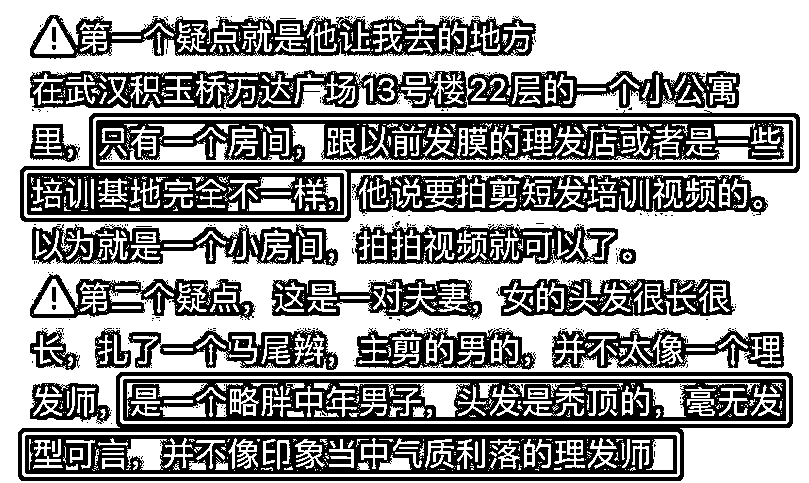 ⚠第一个疑点就是他让我去的地方
在武汉积玉桥万达广场13号楼22层的一个小公寓
里，只有一个房间，跟以前发膜的理发店或者是一些
培训基地完全不一样，他说要拍剪短发培训视频的。
以为就是一个小房间，拍拍视频就可以了。
⚠第二个疑点，这是一对夫妻，女的头发很长很
长，扎了一个马尾辫，主剪的男的，并不太像一个理
发师，是一个略胖中年男子，头发是秃顶的，毫无发
型可言，并不像印象当中气质利落的理发师